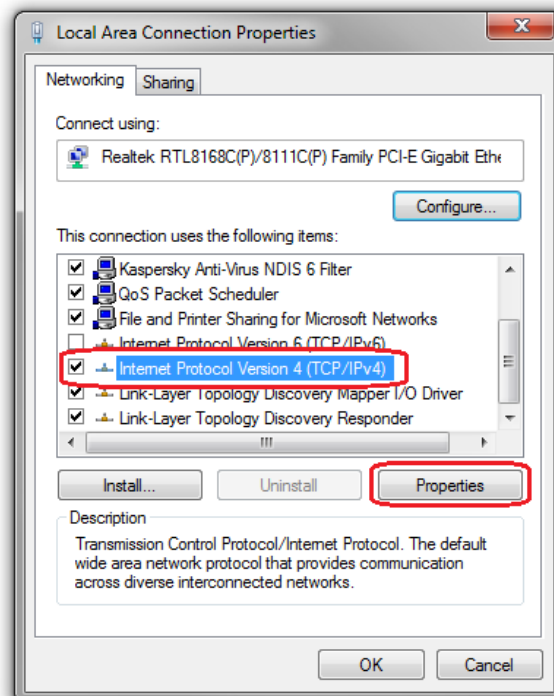 Local Area Connection Properties
Networking
Sharing
Connect using:
Realtek RTL8168C(P)/8111C(P) Family PCI-E Gigabit Ethe
Configure...
This connection uses the following items:
Kaspersky Anti-Virus NDIS 6 Filter
QoS Packet Scheduler
File and Printer Sharing for Microsoft Networks
Internet Protocol Version 6 (TCP/IPv6)
Internet Protocol Version 4 (TCP/IPv4)
Link-Layer Topology Discovery Mapper I/O Driver
Link-Layer Topology Discovery Responder
Install...
Uninstall
Properties
Description
Transmission Control Protocol/Internet Protocol. The default
wide area network protocol that provides communication
across diverse interconnected networks.
OK
Cancel